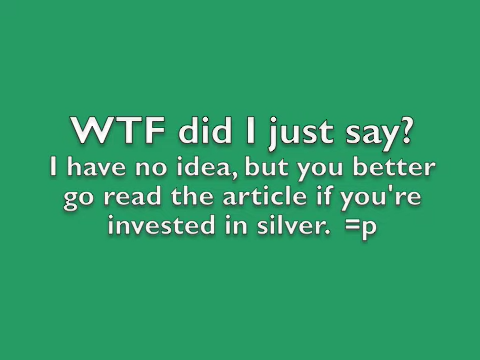 WTF did I just say?
I have no idea, but you better
go read the article if you're
invested in silver.  =p